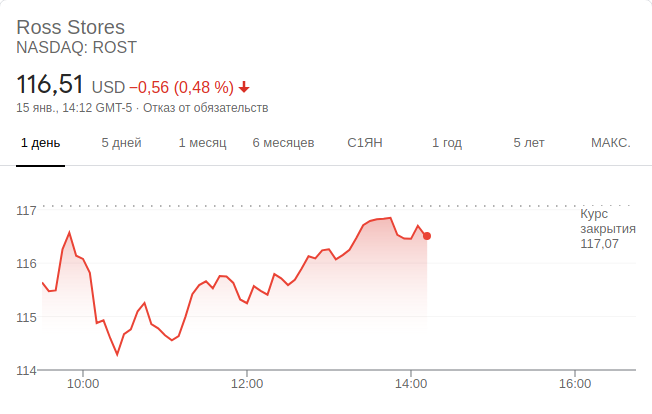 Ross Stores
NASDAQ: ROST
116,51 USD −0,56 (0,48 %)
15 янв., 14:12 GMT-5 · Отказ от обязательств
1 день 5 дней 1 месяц 6 месяцев С1ЯН 1 год 5 лет МАКС.
117
Курс
закрытия
117,07
116
115
114
10:00 12:00 14:00 16:00